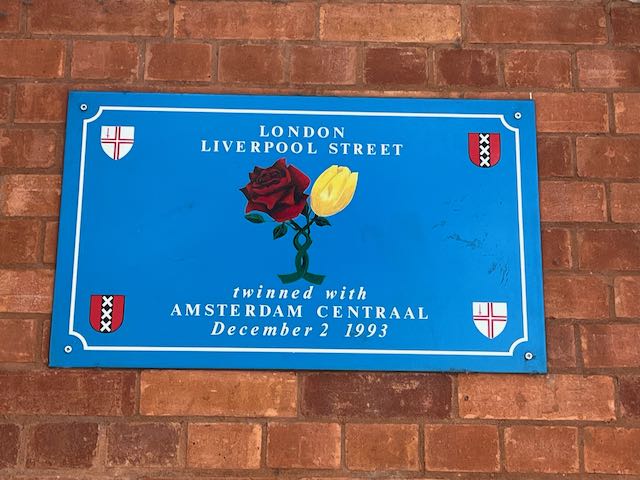 LONDON
LIVERPOOL STREET
twinned with
AMSTERDAM CENTRAAL
December 2 1993